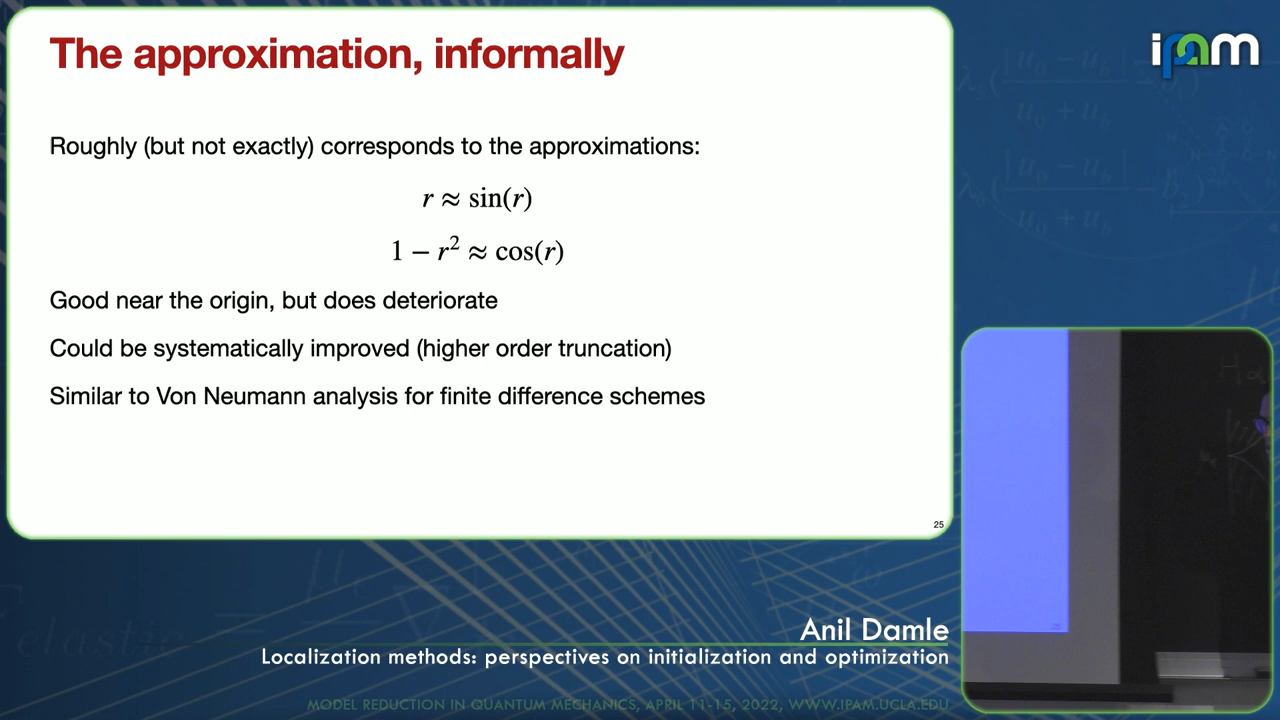 The approximation, informally
ipam
Roughly (but not exactly) corresponds to the approximations:
r ≈ sin(r)
1 − r² ≈ cos(r)
Good near the origin, but does deteriorate
Could be systematically improved (higher order truncation)
Similar to Von Neumann analysis for finite difference schemes
25
elastic
Anil Damle
Localization methods: perspectives on initialization and optimization
MODEL REDUCTION IN QUANTUM MECHANICS, APRIL 11-15, 2022, WWW.IPAM.UCLA.EDU